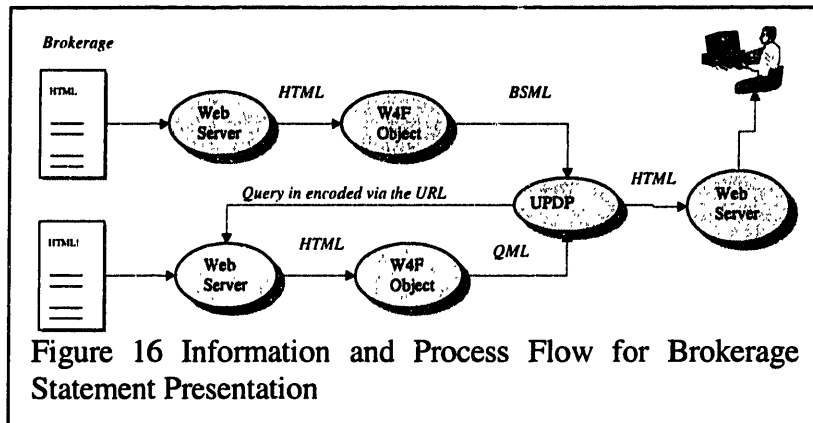 Brokerage
HTML
Web Server
HTML
W4F Object
BSML
Query in encoded via the URL
UPDP
HTML
Web Server
HTML!
Web Server
HTML
W4F Object
QML
Figure 16 Information and Process Flow for Brokerage
Statement Presentation